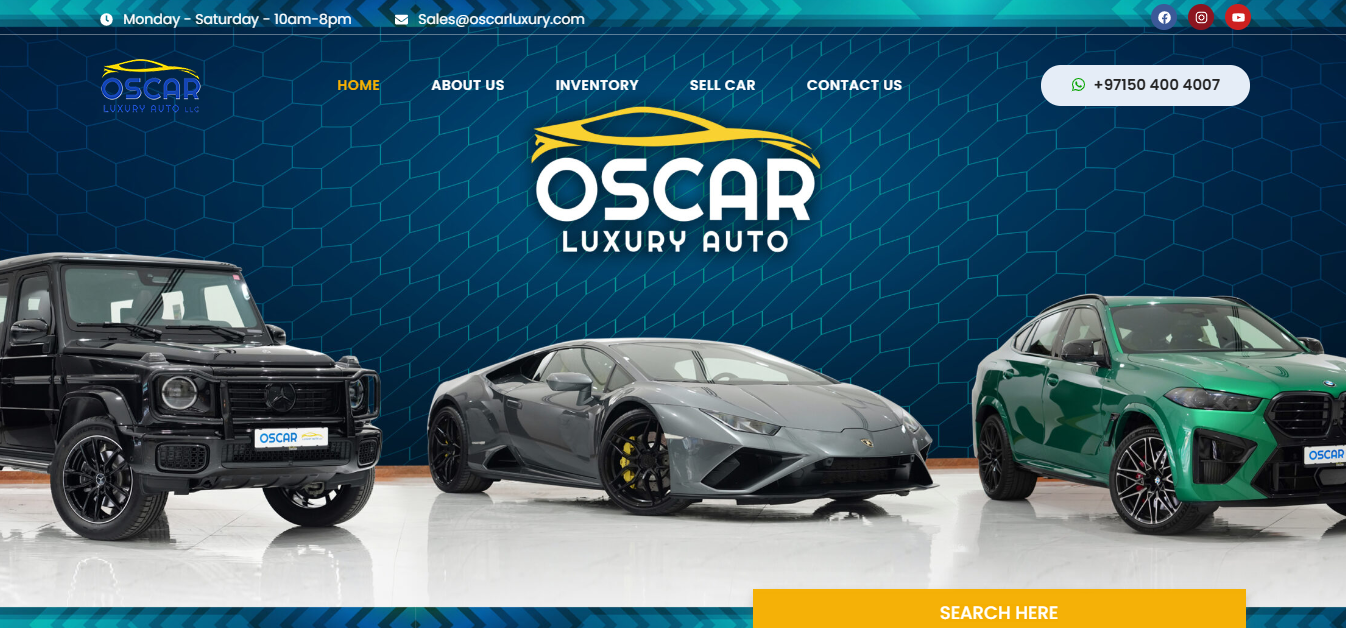 Monday - Saturday - 10am-8pm
Sales@oscarluxury.com
OSCAR
LUXURY AUTO LLC
HOME
ABOUT US
INVENTORY
SELL CAR
CONTACT US
+97150 400 4007
OSCAR
LUXURY AUTO
OSCAR
OSCAR
SEARCH HERE